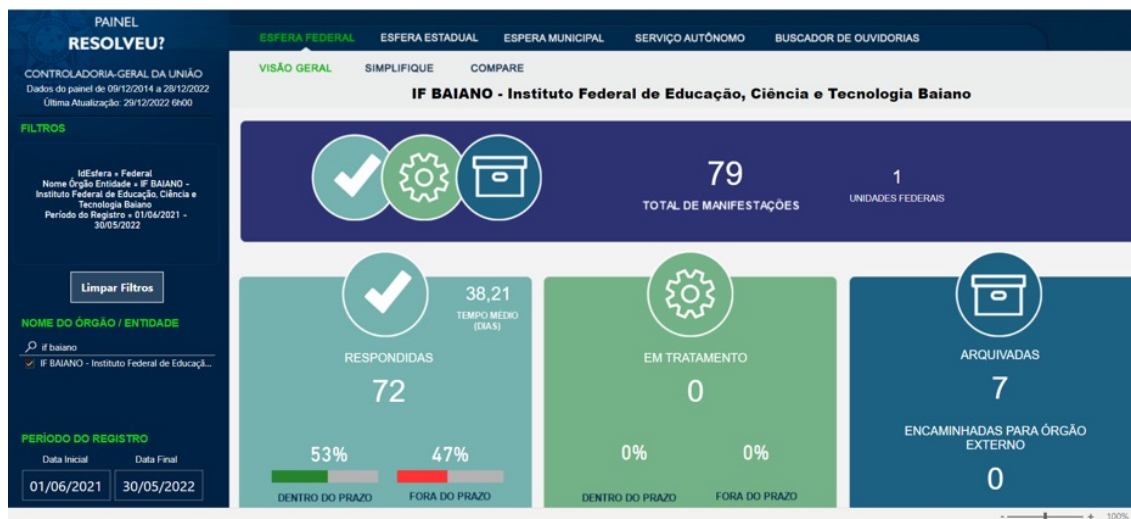 PAINEL
RESOLVEU?
CONTROLADORIA-GERAL DA UNIÃO
Dados do painel de 09/12/2014 a 28/12/2022
Última Atualização: 29/12/2022 6h00
FILTROS
IdEsfera = Federal
Nome Órgão Entidade = IF BAIANO -
Instituto Federal de Educação, Ciência e
Tecnologia Baiano
Período do Registro = 01/06/2021 -
30/05/2022
Limpar Filtros
NOME DO ÓRGÃO / ENTIDADE
if baiano
IF BAIANO - Instituto Federal de Educaçã...
PERÍODO DO REGISTRO
Data Inicial Data Final
01/06/2021 30/05/2022
ESFERA FEDERAL ESFERA ESTADUAL ESPERA MUNICIPAL SERVIÇO AUTÔNOMO BUSCADOR DE OUVIDORIAS
VISÃO GERAL SIMPLIFIQUE COMPARE
IF BAIANO - Instituto Federal de Educação, Ciência e Tecnologia Baiano
79
TOTAL DE MANIFESTAÇÕES
1
UNIDADES FEDERAIS
38,21
TEMPO MÉDIO
(DIAS)
RESPONDIDAS
72
53% 47%
DENTRO DO PRAZO FORA DO PRAZO
EM TRATAMENTO
0
0% 0%
DENTRO DO PRAZO FORA DO PRAZO
ARQUIVADAS
7
ENCAMINHADAS PARA ÓRGÃO
EXTERNO
0
- + 100%